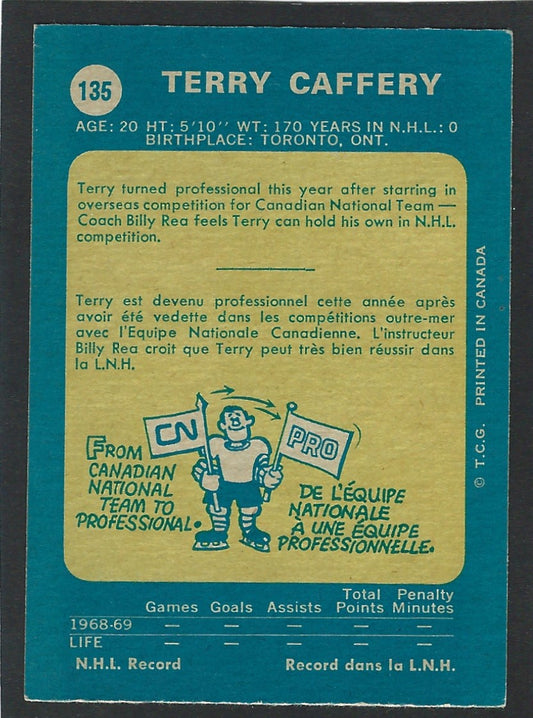 135
TERRY CAFFERY
AGE: 20 HT: 5'10'' WT: 170 YEARS IN N.H.L.: 0
BIRTHPLACE: TORONTO, ONT.
Terry turned professional this year after starring in
overseas competition for Canadian National Team —
Coach Billy Rea feels Terry can hold his own in N.H.L.
competition.
Terry est devenu professionnel cette année après
avoir été vedette dans les compétitions outre-mer
avec l'Equipe Nationale Canadienne. L'instructeur
Billy Rea croit que Terry peut très bien réussir dans
la L.N.H.
CN
PRO
FROM
CANADIAN
NATIONAL
TEAM TO
PROFESSIONAL.
DE L'ÉQUIPE
NATIONALE
À UNE ÉQUIPE
PROFESSIONNELLE.
© T.C.G. PRINTED IN CANADA
Total Penalty
Games Goals Assists Points Minutes
1968-69 — — — — —
LIFE — — — — —
N.H.L. Record Record dans la L.N.H.